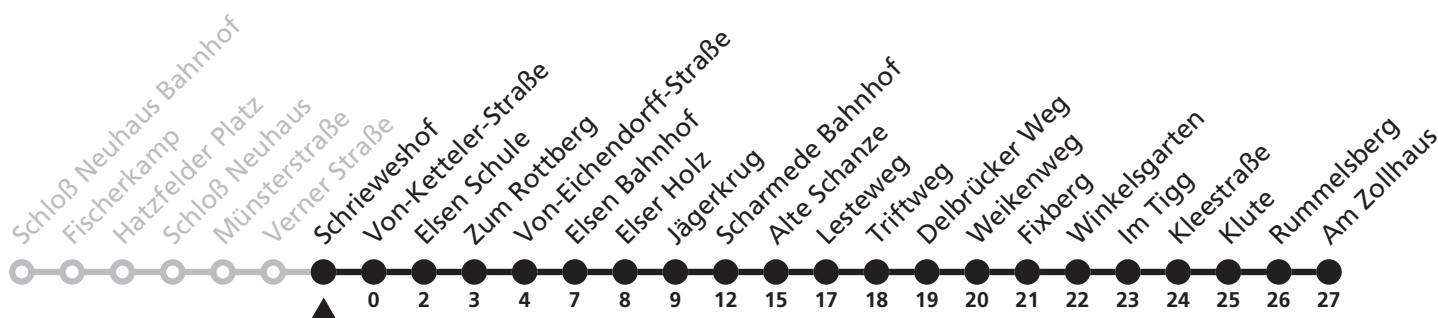 Schloß Neuhaus Bahnhof
Fischerkamp
Hatzfelder Platz
Schloß Neuhaus
Münsterstraße
Verner Straße
Schrieweshof
Von-Ketteler-Straße
Elsen Schule
Zum Rottberg
Von-Eichendorff-Straße
Elsen Bahnhof
Elser Holz
Jägerkrug
Scharmede Bahnhof
Alte Schanze
Lesteweg
Triftweg
Delbrücker Weg
Weikenweg
Fixberg
Winkelsgarten
Im Tigg
Kleestraße
Klute
Rummelsberg
Am Zollhaus
0 2 3 4 7 8 9 12 15 17 18 19 20 21 22 23 24 25 26 27